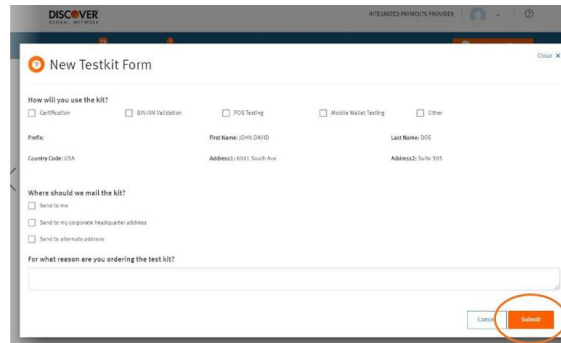 DISCOVER
GLOBAL NETWORK
INTEGRATED PAYMENTS PROVIDER
Close X
New Testkit Form
How will you use the kit?
Certification BIN/IIN Validation POS Testing Mobile Wallet Testing Other
Prefix: First Name: JOHN DAVID Last Name: DOE
Country Code: USA Address1: 6011 South Ave Address2: Suite 505
Where should we mail the kit?
Send to me
Send to my corporate headquarter address
Send to alternate address
For what reason are you ordering the test kit?
Cancel Submit